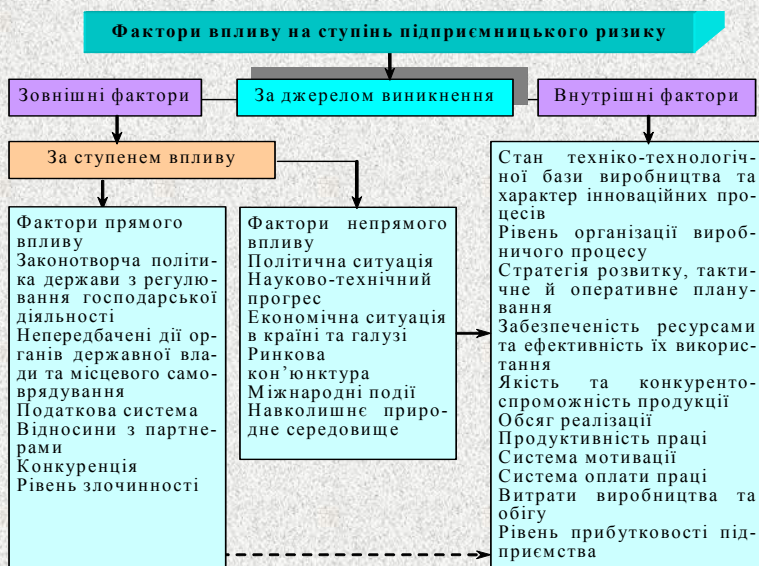 Фактори впливу на ступінь підприємницького ризику
Зовнішні фактори
За джерелом виникнення
Внутрішні фактори
За ступенем впливу
Фактори прямого
впливу
Законотворча політи-
ка держави з регулю-
вання господарської
діяльності
Непередбачені дії ор-
ганів державної вла-
ди та місцевого само-
врядування
Податкова система
Відносини з партне-
рами
Конкуренція
Рівень злочинності
Фактори непрямого
впливу
Політична ситуація
Науково-технічний
прогрес
Економічна ситуація
в країні та галузі
Ринкова
кон’юнктура
Міжнародні події
Навколишнє приро-
дне середовище
Стан техніко-технологіч-
ної бази виробництва та
характер інноваційних про-
цесів
Рівень організації вироб-
ничого процесу
Стратегія розвитку, такти-
чне й оперативне плану-
вання
Забезпеченість ресурсами
та ефективність їх викорис-
тання
Якість та конкуренто-
спроможність продукції
Обсяг реалізації
Продуктивність праці
Система мотивації
Система оплати праці
Витрати виробництва та
обігу
Рівень прибутковості під-
приємства